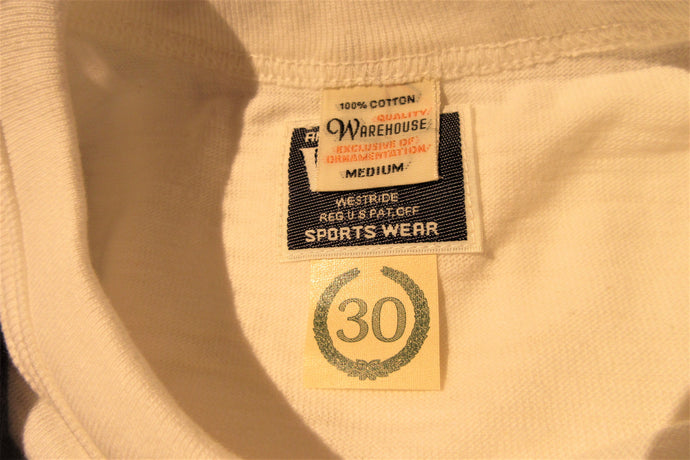 100% COTTON
QUALITY
WAREHOUSE
EXCLUSIVE OF
ORNAMENTATION
MEDIUM
WESTRIDE
REG. U.S PAT. OFF
SPORTS WEAR
30